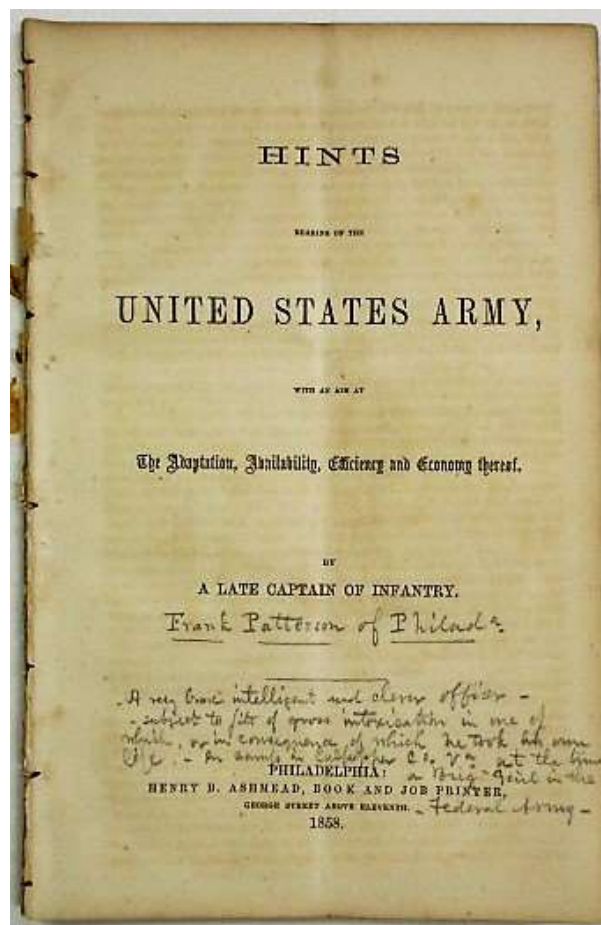 HINTS
BEARING ON THE
UNITED STATES ARMY,
WITH AN AIM AT
The Adaptation, Availability, Efficiency and Economy thereof.
BY
A LATE CAPTAIN OF INFANTRY.
Frank Patterson of Philada.
A very brave intelligent and clever officer -
- subject to fits of gross intoxication in one of
which, or in consequence of which he took his own
life. - In camp in Culpepper Co. Va. at the time
PHILADELPHIA:
a Brig. Genl in the
HENRY B. ASHMEAD, BOOK AND JOB PRINTER,
GEORGE STREET ABOVE ELEVENTH.
- Federal Army -
1858.